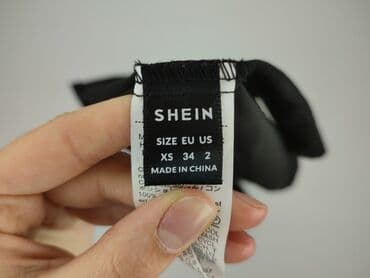 SHEIN
SIZE EU US
XS 34 2
MADE IN CHINA